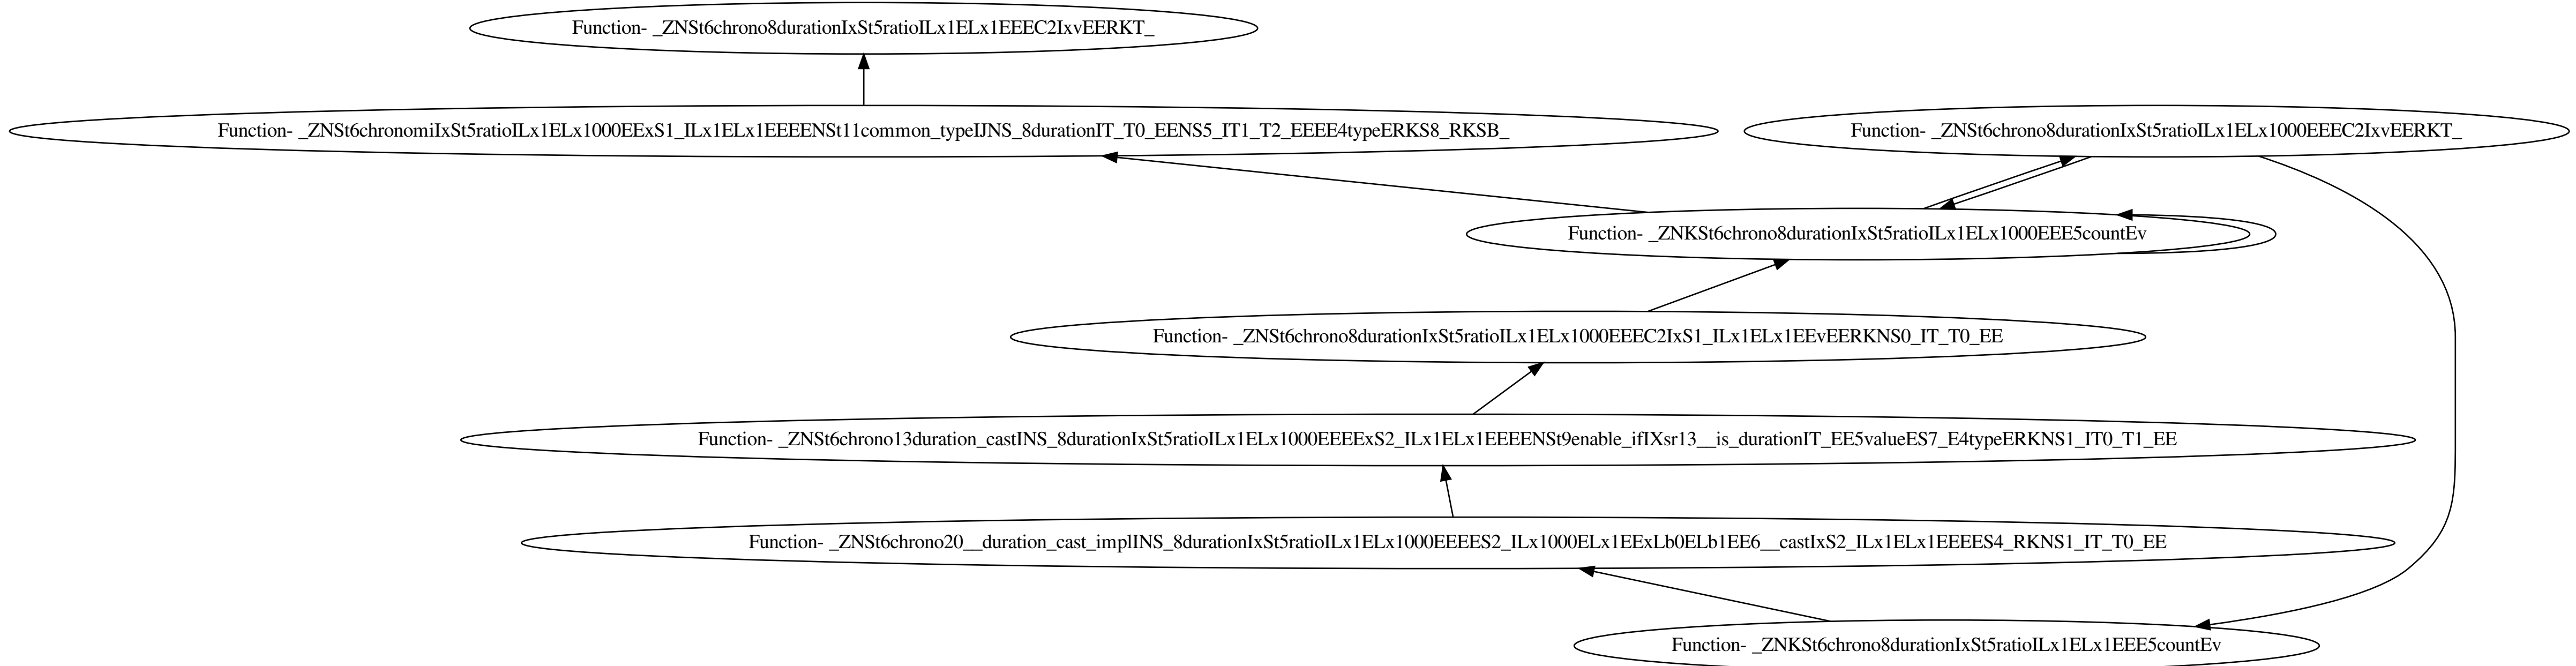 Function- _ZNSt6chrono8durationIxSt5ratioILx1ELx1EEEC2IxvEERKT_
Function- _ZNSt6chronomiIxSt5ratioILx1ELx1000EExS1_ILx1ELx1EEEENSt11common_typeIJNS_8durationIT_T0_EENS5_IT1_T2_EEEE4typeERKS8_RKSB_
Function- _ZNSt6chrono8durationIxSt5ratioILx1ELx1000EEEC2IxvEERKT_
Function- _ZNKSt6chrono8durationIxSt5ratioILx1ELx1000EEE5countEv
Function- _ZNSt6chrono8durationIxSt5ratioILx1ELx1000EEEC2IxS1_ILx1ELx1EEvEERKNS0_IT_T0_EE
Function- _ZNSt6chrono13duration_castINS_8durationIxSt5ratioILx1ELx1000EEEExS2_ILx1ELx1EEEENSt9enable_ifIXsr13__is_durationIT_EE5valueES7_E4typeERKNS1_IT0_T1_EE
Function- _ZNSt6chrono20__duration_cast_implINS_8durationIxSt5ratioILx1ELx1000EEEES2_ILx1000ELx1EExLb0ELb1EE6__castIxS2_ILx1ELx1EEEES4_RKNS1_IT_T0_EE
Function- _ZNKSt6chrono8durationIxSt5ratioILx1ELx1EEE5countEv